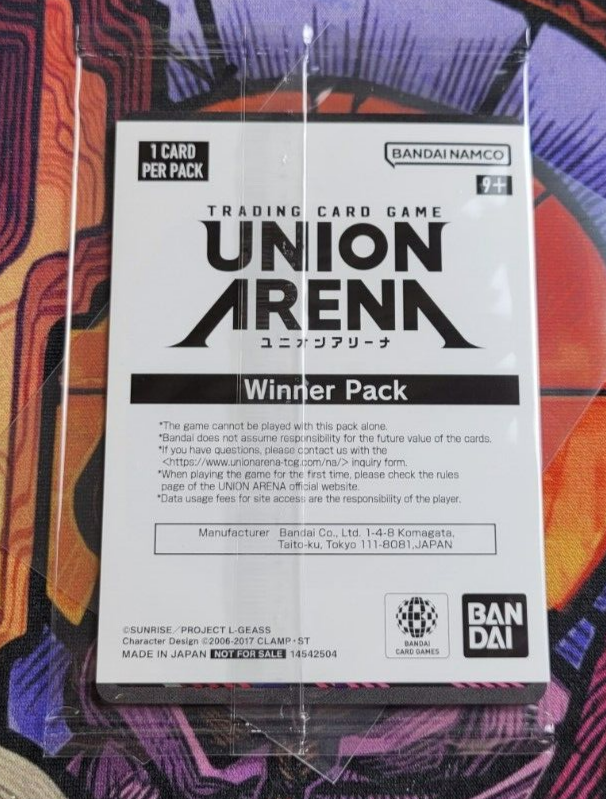 1 CARD
PER PACK
BANDAI NAMCO
9+
TRADING CARD GAME
UNION
ARENA
ユニオンアリーナ
Winner Pack
*The game cannot be played with this pack alone.
*Bandai does not assume responsibility for the future value of the cards.
*If you have questions, please contact us with the
<https://www.unionarena-tcg.com/na/> inquiry form.
*When playing the game for the first time, please check the rules
page of the UNION ARENA official website.
*Data usage fees for site access are the responsibility of the player.
Manufacturer Bandai Co., Ltd. 1-4-8 Komagata,
Taito-ku, Tokyo 111-8081,JAPAN
©SUNRISE／PROJECT L-GEASS
Character Design ©2006-2017 CLAMP・ST
MADE IN JAPAN NOT FOR SALE 14542504
BANDAI
CARD GAMES
BAN
DAI